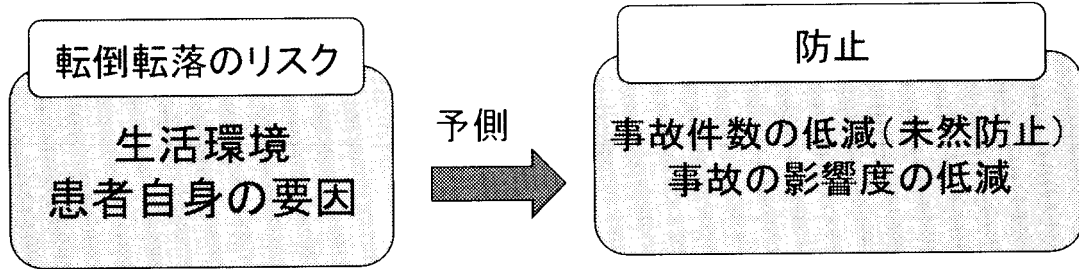 転倒転落のリスク
生活環境
患者自身の要因
予側
防止
事故件数の低減(未然防止)
事故の影響度の低減